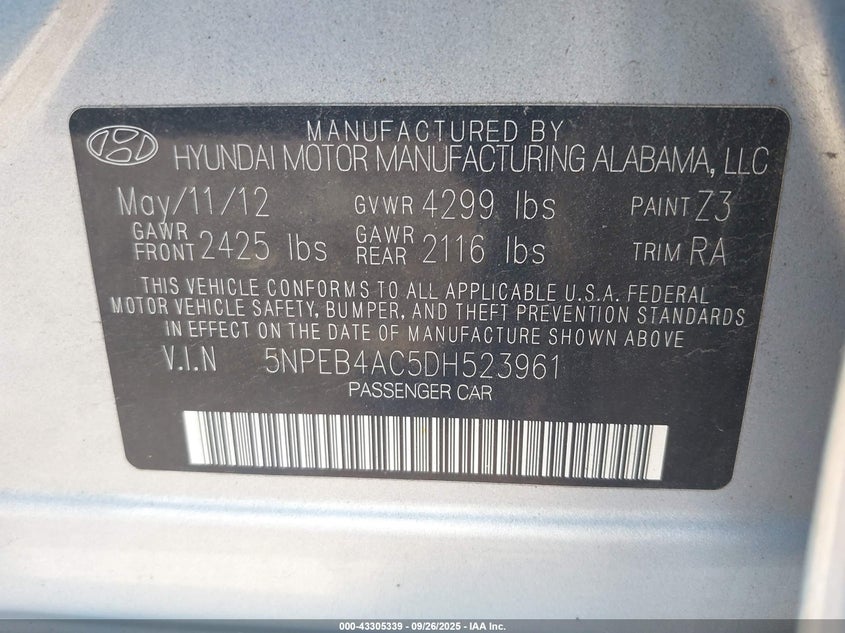 MANUFACTURED BY
HYUNDAI MOTOR MANUFACTURING ALABAMA, LLC
May/11/12 GVWR 4299 lbs PAINT Z3
GAWR FRONT 2425 lbs GAWR REAR 2116 lbs TRIM RA
THIS VEHICLE CONFORMS TO ALL APPLICABLE U.S.A. FEDERAL
MOTOR VEHICLE SAFETY, BUMPER, AND THEFT PREVENTION STANDARDS
IN EFFECT ON THE DATE OF MANUFACTURE SHOWN ABOVE
V.I.N 5NPEB4AC5DH523961
PASSENGER CAR
000-43305339 - 09/26/2025 - IAA Inc.